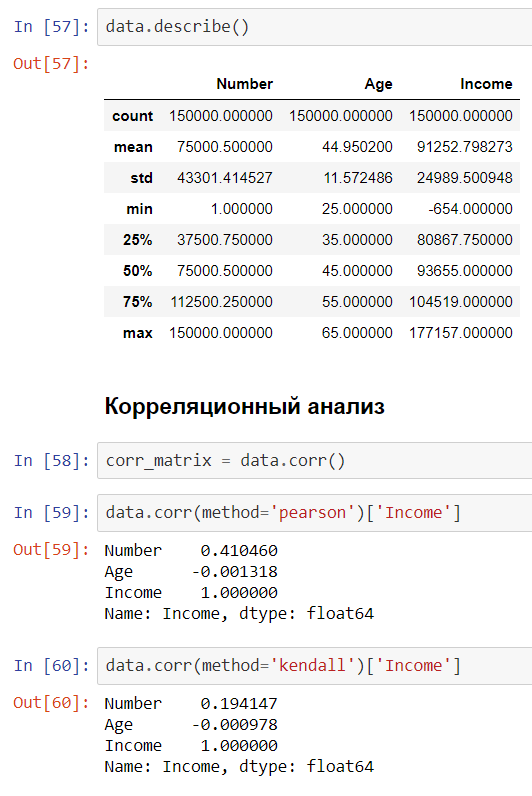 In [57]: data.describe()
Out[57]:
Number Age Income
count 150000.000000 150000.000000 150000.000000
mean 75000.500000 44.950200 91252.798273
std 43301.414527 11.572486 24989.500948
min 1.000000 25.000000 -654.000000
25% 37500.750000 35.000000 80867.750000
50% 75000.500000 45.000000 93655.000000
75% 112500.250000 55.000000 104519.000000
max 150000.000000 65.000000 177157.000000
Корреляционный анализ
In [58]: corr_matrix = data.corr()
In [59]: data.corr(method='pearson')['Income']
Out[59]: Number 0.410460
Age -0.001318
Income 1.000000
Name: Income, dtype: float64
In [60]: data.corr(method='kendall')['Income']
Out[60]: Number 0.194147
Age -0.000978
Income 1.000000
Name: Income, dtype: float64